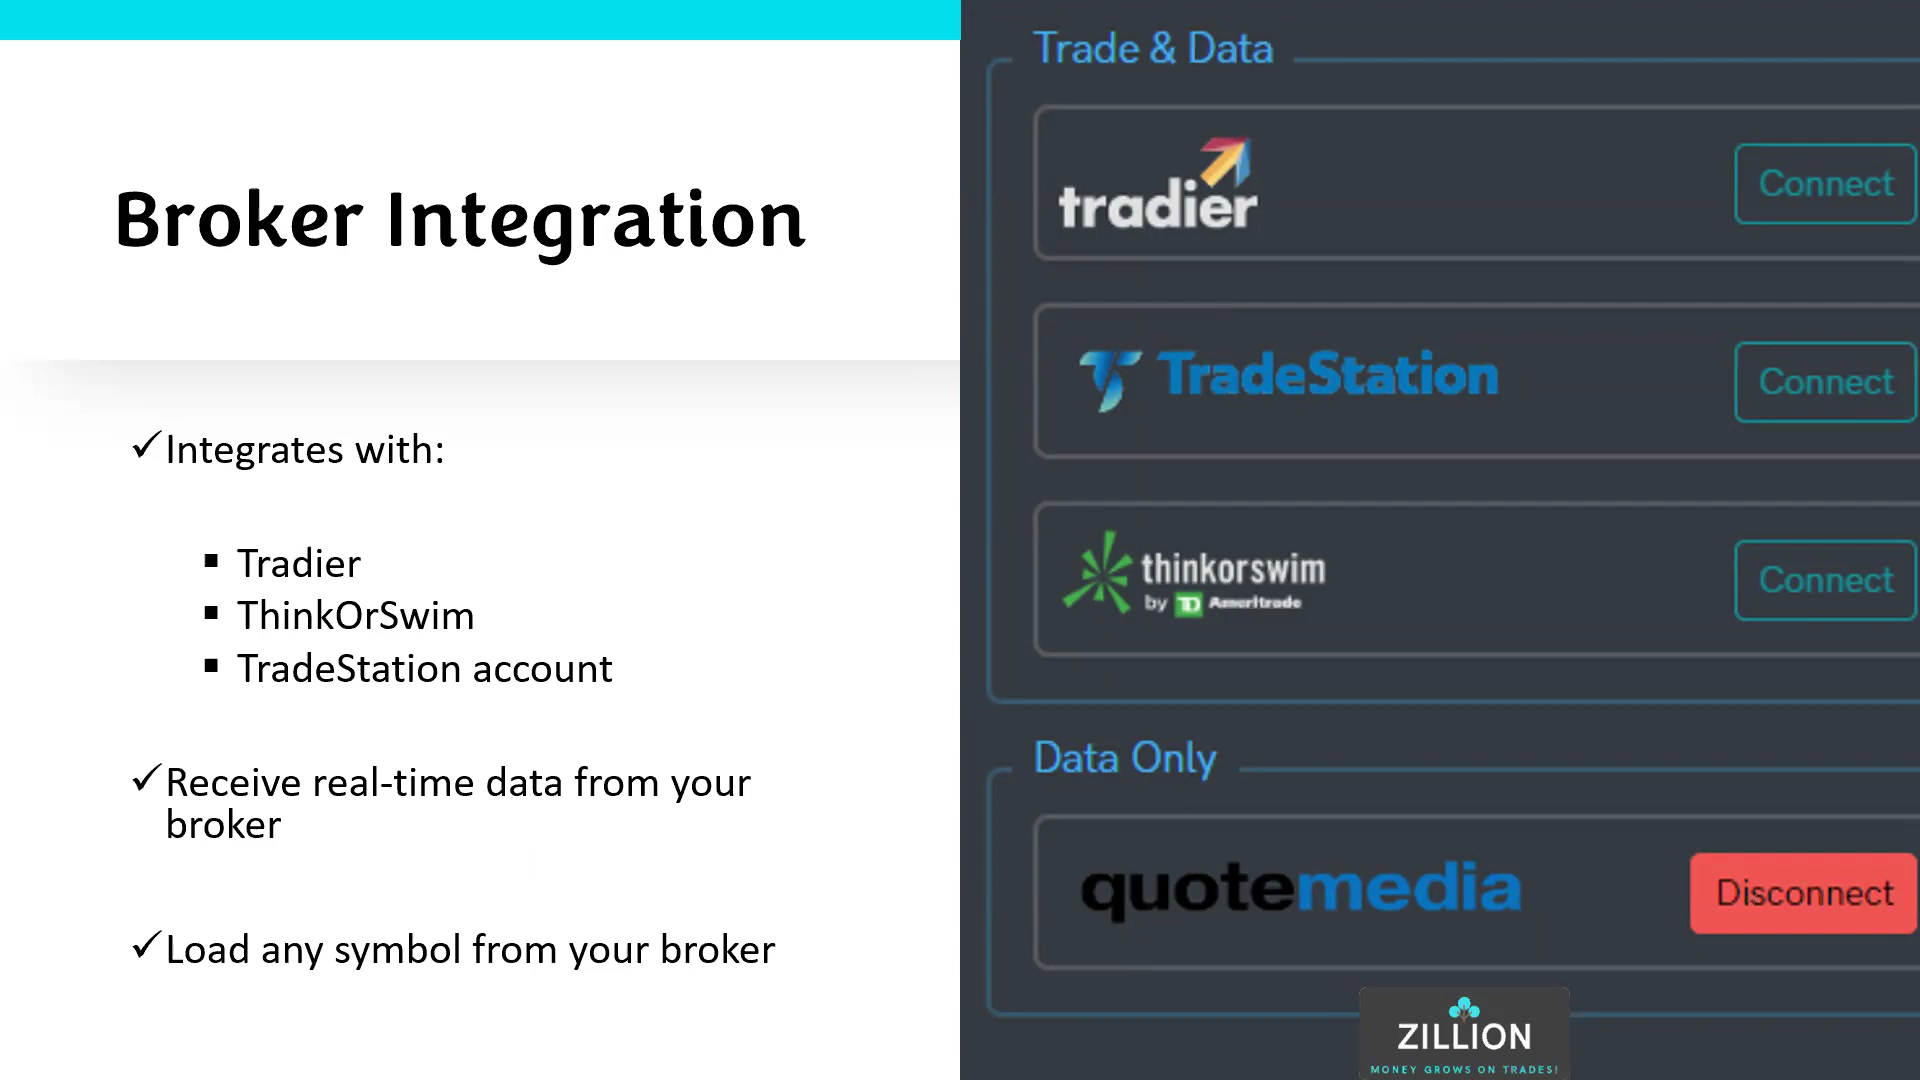 Broker Integration
Integrates with:
Tradier
ThinkOrSwim
TradeStation account
Receive real-time data from your
broker
Load any symbol from your broker
Trade & Data
tradier
Connect
TradeStation
Connect
thinkorswim
by TD Ameritrade
Connect
Data Only
quotemedia
Disconnect
ZILLION
MONEY GROWS ON TRADES!